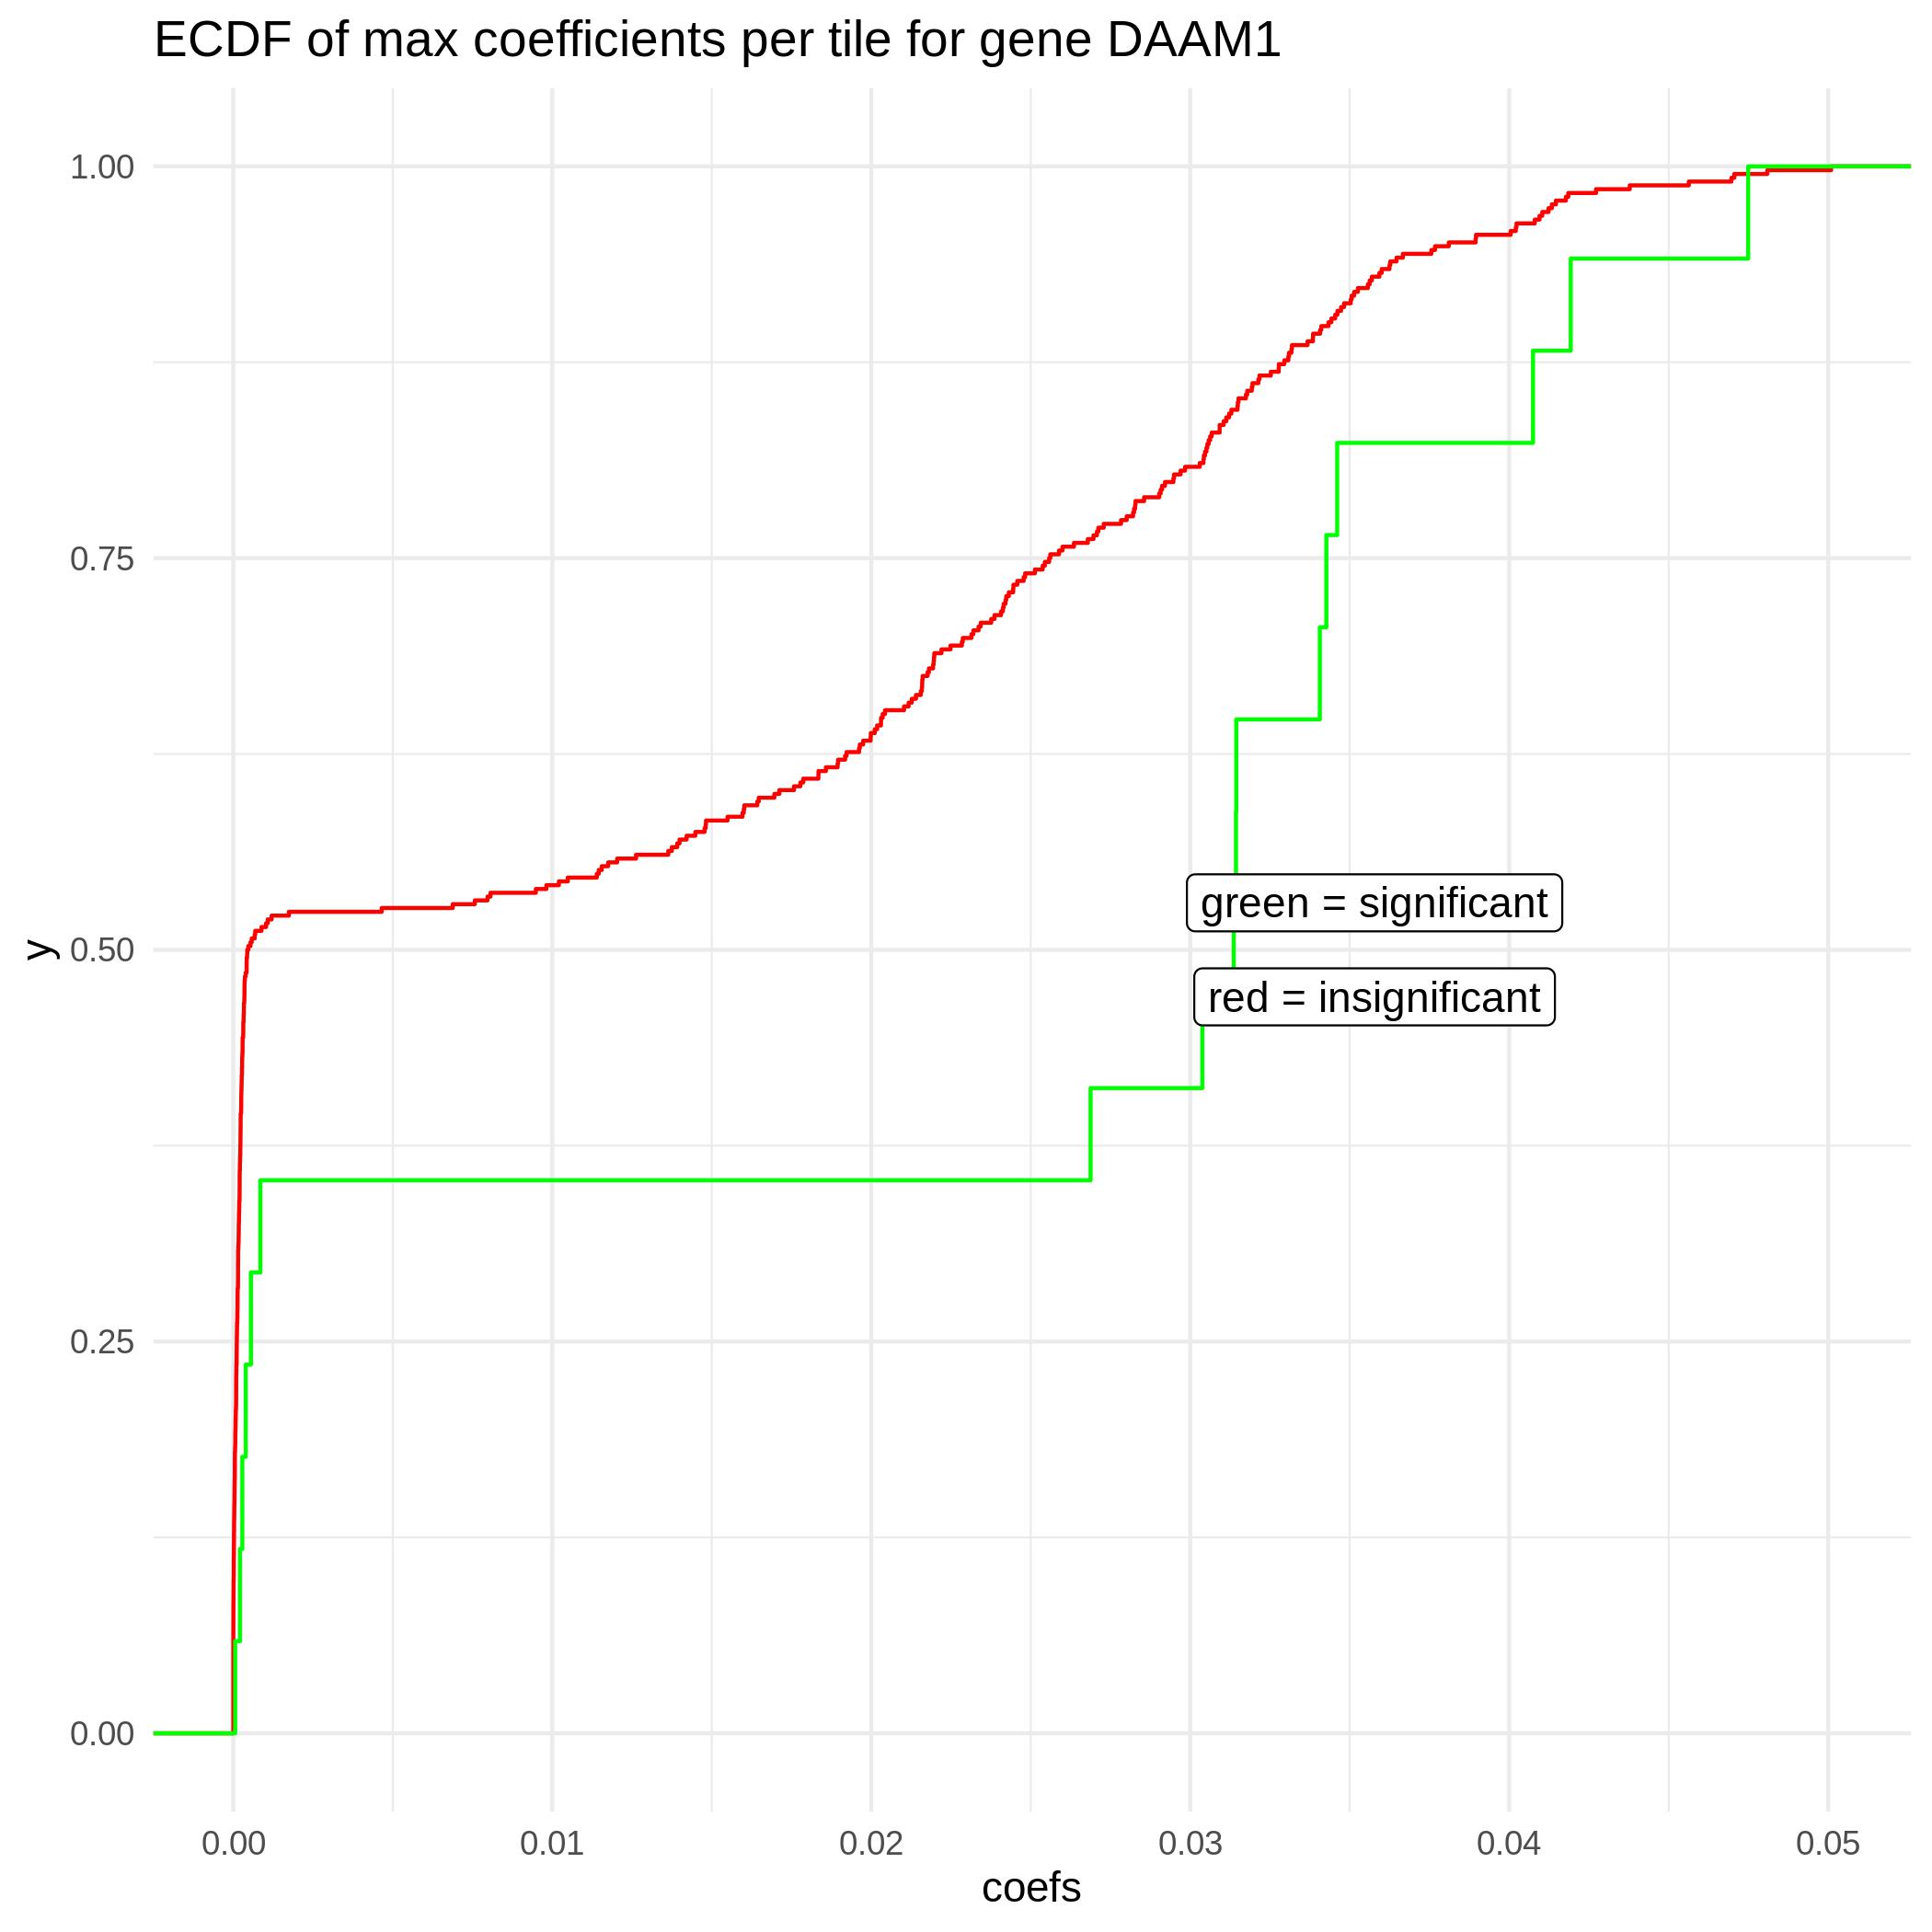 ECDF of max coefficients per tile for gene DAAM1
1.00
0.75
0.50
0.25
0.00
y
green = significant
red = insignificant
0.00 0.01 0.02 0.03 0.04 0.05
coefs